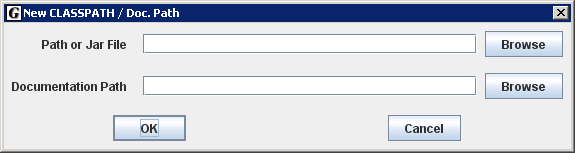 G New CLASSPATH / Doc. Path
Path or Jar File Browse
Documentation Path Browse
OK Cancel